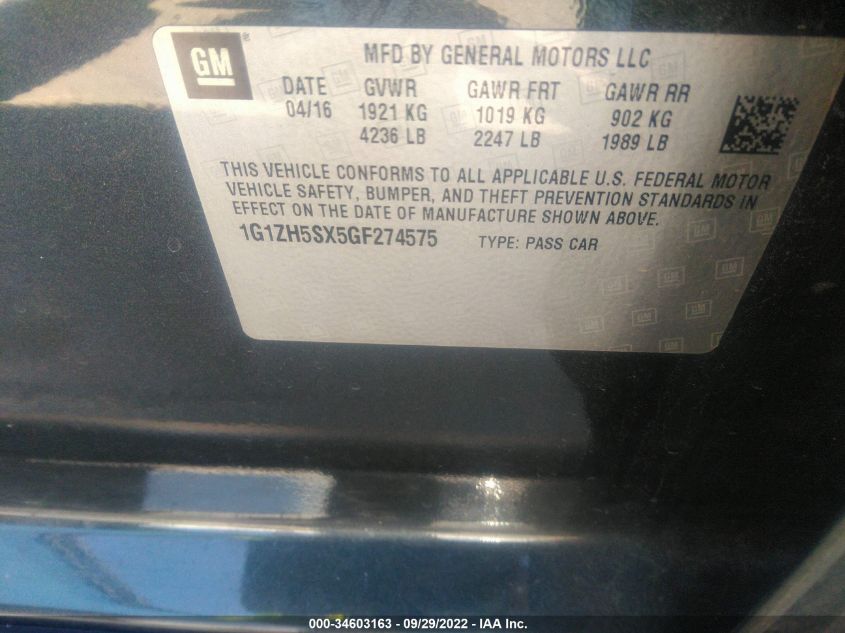 GM
MFD BY GENERAL MOTORS LLC
DATE GVWR GAWR FRT GAWR RR
04/16 1921 KG 1019 KG 902 KG
4236 LB 2247 LB 1989 LB
THIS VEHICLE CONFORMS TO ALL APPLICABLE U.S. FEDERAL MOTOR
VEHICLE SAFETY, BUMPER, AND THEFT PREVENTION STANDARDS IN
EFFECT ON THE DATE OF MANUFACTURE SHOWN ABOVE.
1G1ZH5SX5GF274575 TYPE: PASS CAR
000-34603163 - 09/29/2022 - IAA Inc.